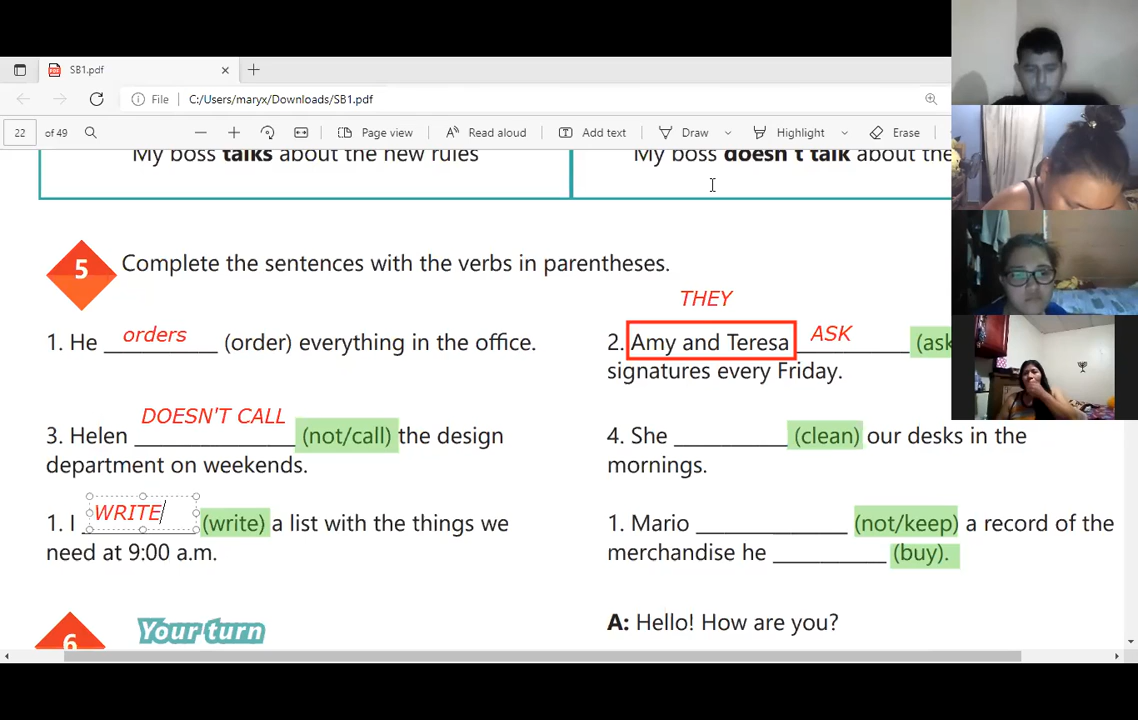 SB1.pdf
File C:/Users/maryx/Downloads/SB1.pdf
22 of 49 Page view Read aloud Add text Draw Highlight Erase
My boss talks about the new rules
My boss doesn't talk about the
5 Complete the sentences with the verbs in parentheses.
THEY
1. He orders (order) everything in the office.
2. Amy and Teresa ASK (ask
signatures every Friday.
DOESN'T CALL
3. Helen ______________ (not/call) the design
department on weekends.
4. She __________ (clean) our desks in the
mornings.
1. I WRITE (write) a list with the things we
need at 9:00 a.m.
1. Mario _____________ (not/keep) a record of the
merchandise he __________ (buy).
6 Your turn
A: Hello! How are you?